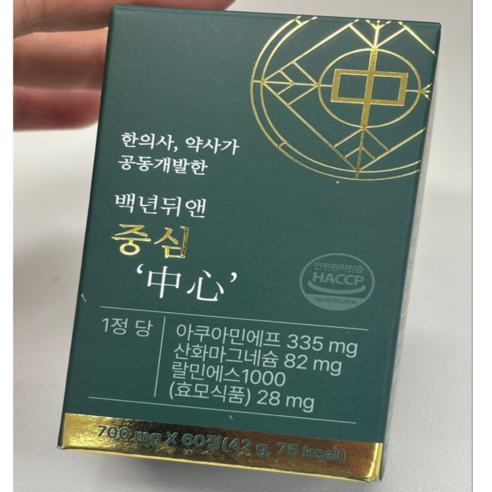 中
한의사, 약사가
공동개발한
백년뒤앤
중심
‘中心’
안전관리인증
HACCP
1정 당
아쿠아민에프 335 mg
산화마그네슘 82 mg
랄민에스1000
(효모식품) 28 mg
700 mg X 60정(42 g, 75 kcal)